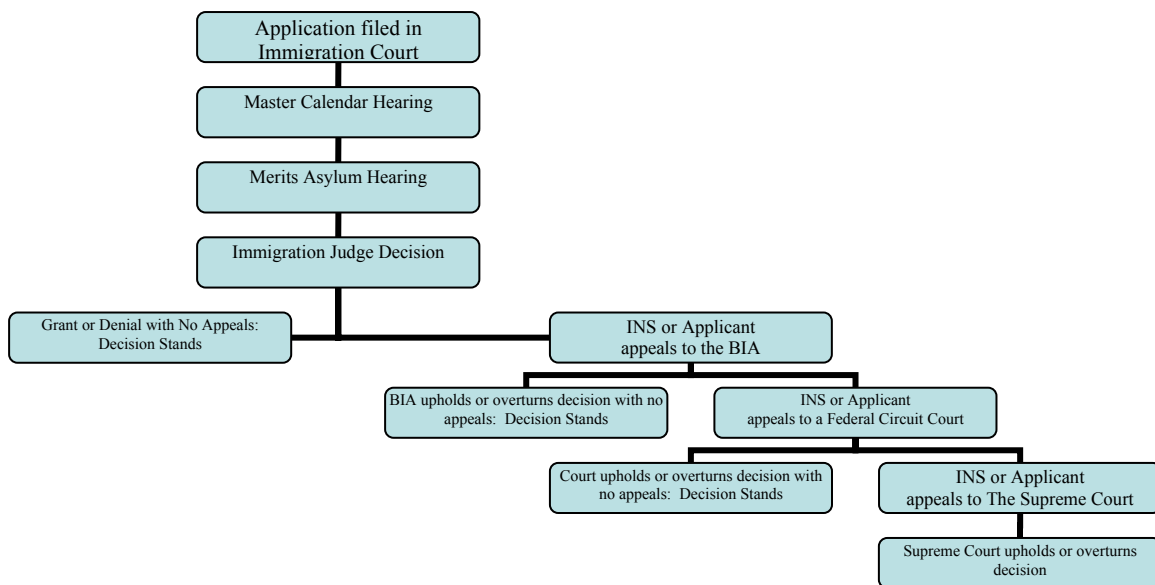 Application filed in
Immigration Court
Master Calendar Hearing
Merits Asylum Hearing
Immigration Judge Decision
Grant or Denial with No Appeals:
Decision Stands
INS or Applicant
appeals to the BIA
BIA upholds or overturns decision with no
appeals: Decision Stands
INS or Applicant
appeals to a Federal Circuit Court
Court upholds or overturns decision with
no appeals: Decision Stands
INS or Applicant
appeals to The Supreme Court
Supreme Court upholds or overturns
decision